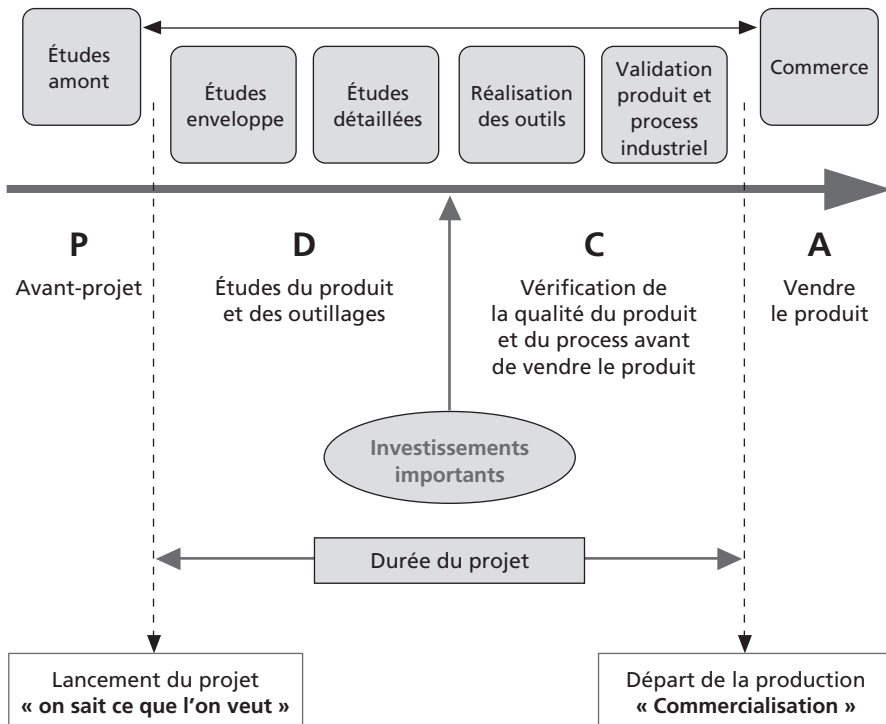 Études
amont
Études
enveloppe
Études
détaillées
Réalisation
des outils
Validation
produit et
process
industriel
Commerce
P
Avant-projet
D
Études du produit
et des outillages
C
Vérification de
la qualité du produit
et du process avant
de vendre le produit
A
Vendre
le produit
Investissements
importants
Durée du projet
Lancement du projet
« on sait ce que l'on veut »
Départ de la production
« Commercialisation »